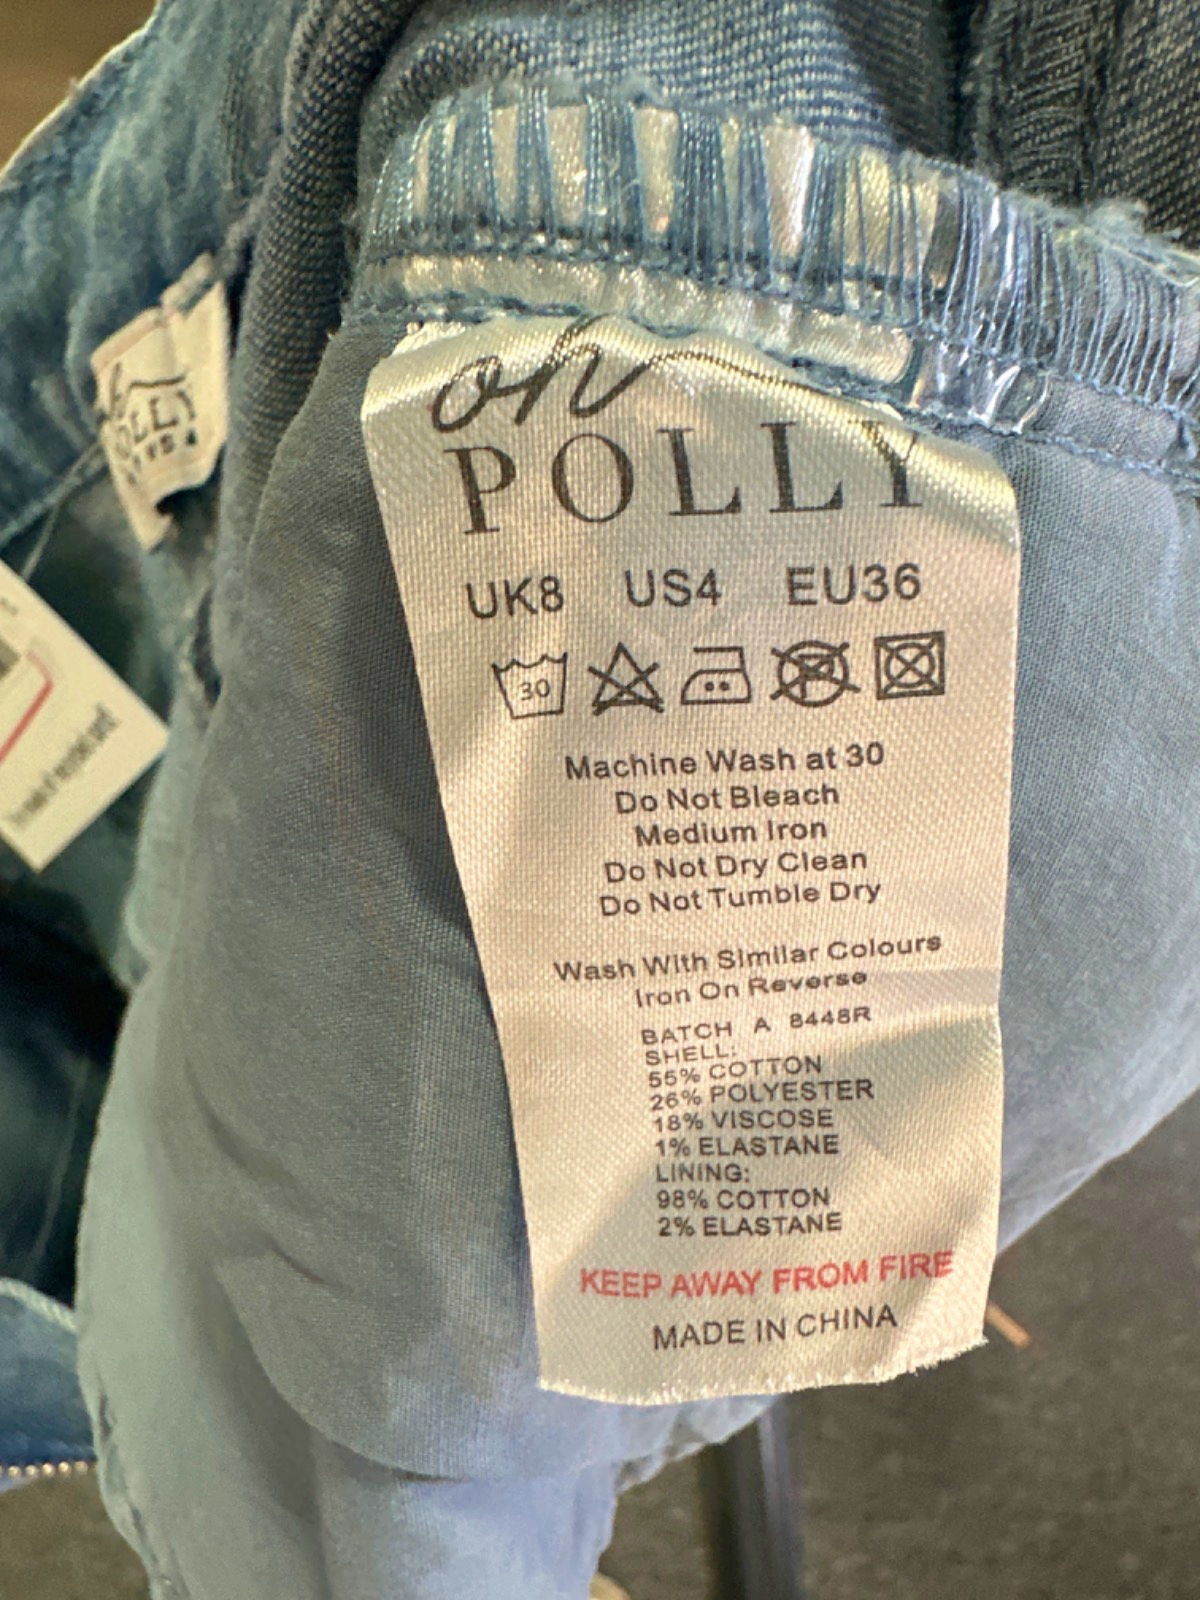 oh
POLLY
UK8 US4 EU36
30
P
Machine Wash at 30
Do Not Bleach
Medium Iron
Do Not Dry Clean
Do Not Tumble Dry
Wash With Similar Colours
Iron On Reverse
BATCH A 8448R
SHELL:
55% COTTON
26% POLYESTER
18% VISCOSE
1% ELASTANE
LINING:
98% COTTON
2% ELASTANE
KEEP AWAY FROM FIRE
MADE IN CHINA